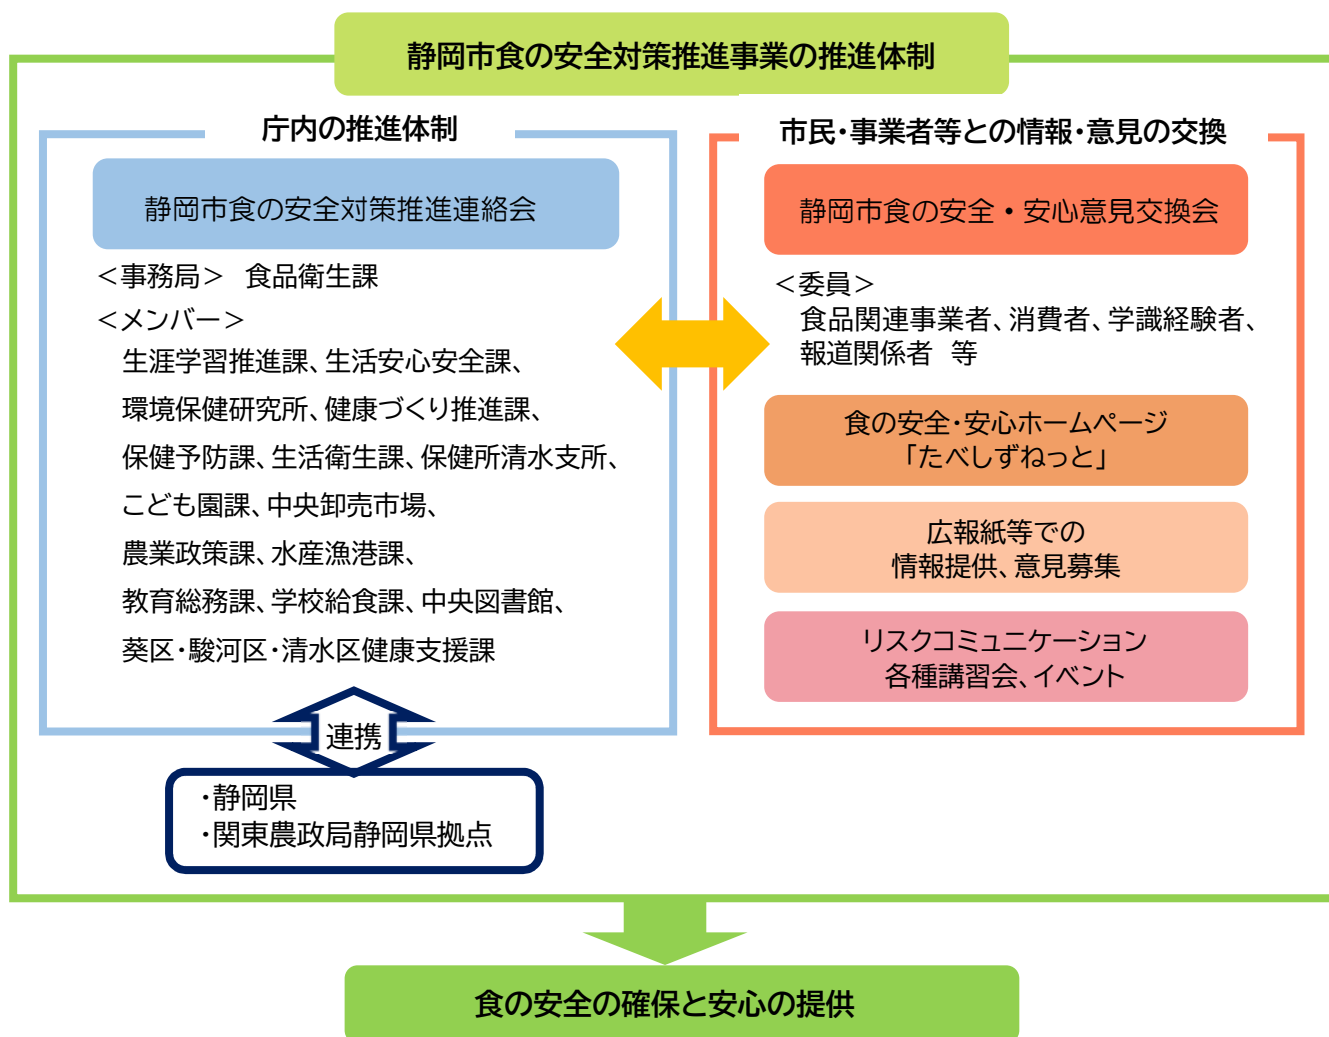 静岡市食の安全対策推進事業の推進体制
庁内の推進体制
静岡市食の安全対策推進連絡会
＜事務局＞　食品衛生課
＜メンバー＞
生涯学習推進課、生活安心安全課、
環境保健研究所、健康づくり推進課、
保健予防課、生活衛生課、保健所清水支所、
こども園課、中央卸売市場、
農業政策課、水産漁港課、
教育総務課、学校給食課、中央図書館、
葵区・駿河区・清水区健康支援課
連携
・静岡県
・関東農政局静岡県拠点
市民・事業者等との情報・意見の交換
静岡市食の安全・安心意見交換会
＜委員＞
食品関連事業者、消費者、学識経験者、
報道関係者　等
食の安全・安心ホームページ
「たべしずねっと」
広報紙等での
情報提供、意見募集
リスクコミュニケーション
各種講習会、イベント
食の安全の確保と安心の提供